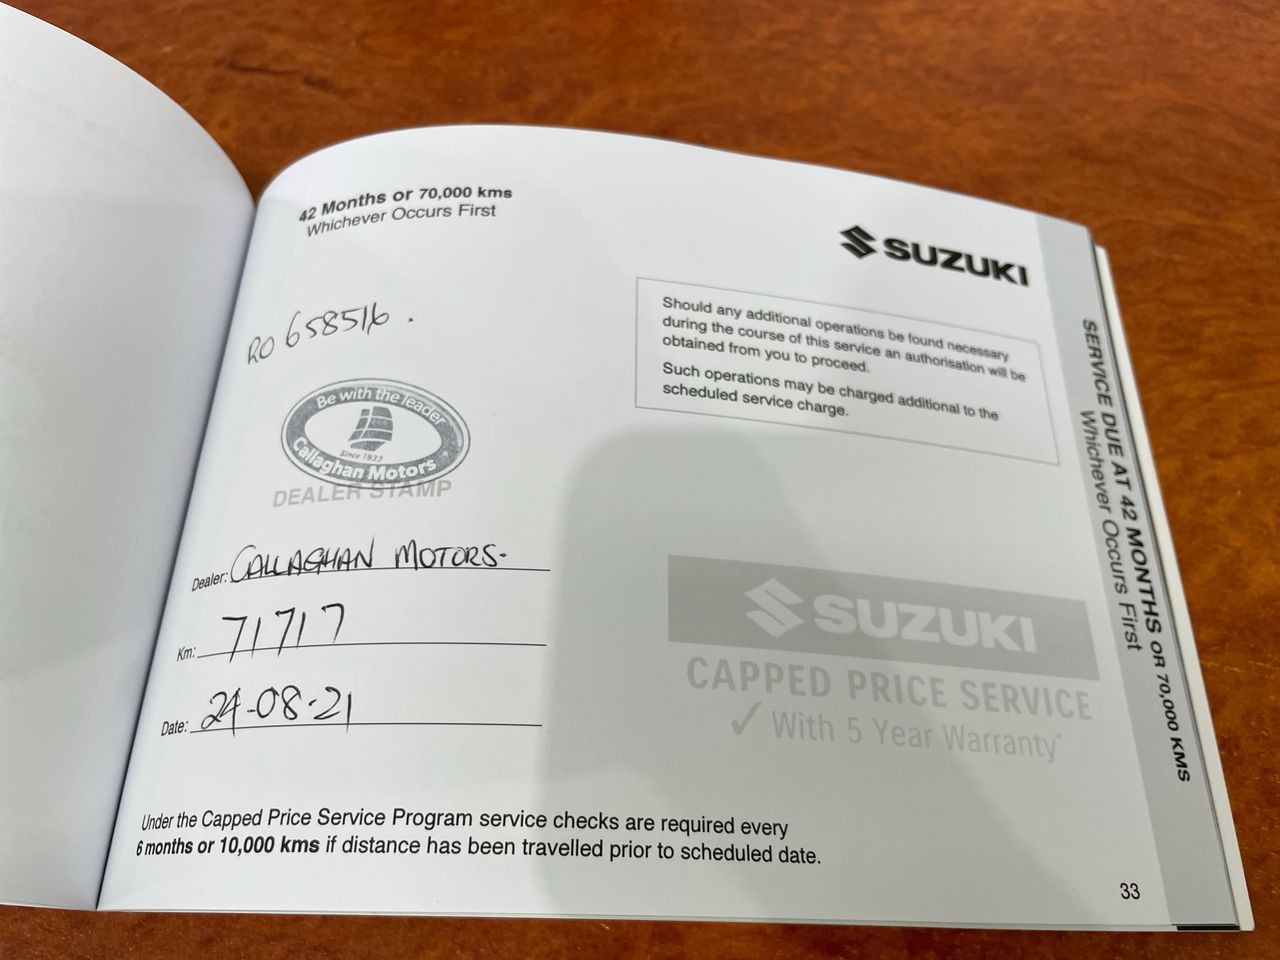 42 Months or 70,000 kms
Whichever Occurs First
SUZUKI
RO 658516.
Should any additional operations be found necessary
during the course of this service an authorisation will be
obtained from you to proceed.
Such operations may be charged additional to the
scheduled service charge.
Be with the leader
Since 1933
Callaghan Motors
DEALER STAMP
Dealer: CALLAGHAN MOTORS-
Km: 71717
Date: 24-08-21
SUZUKI
CAPPED PRICE SERVICE
✓ With 5 Year Warranty*
Under the Capped Price Service Program service checks are required every
6 months or 10,000 kms if distance has been travelled prior to scheduled date.
SERVICE DUE AT 42 MONTHS OR 70,000 KMS
Whichever Occurs First
33